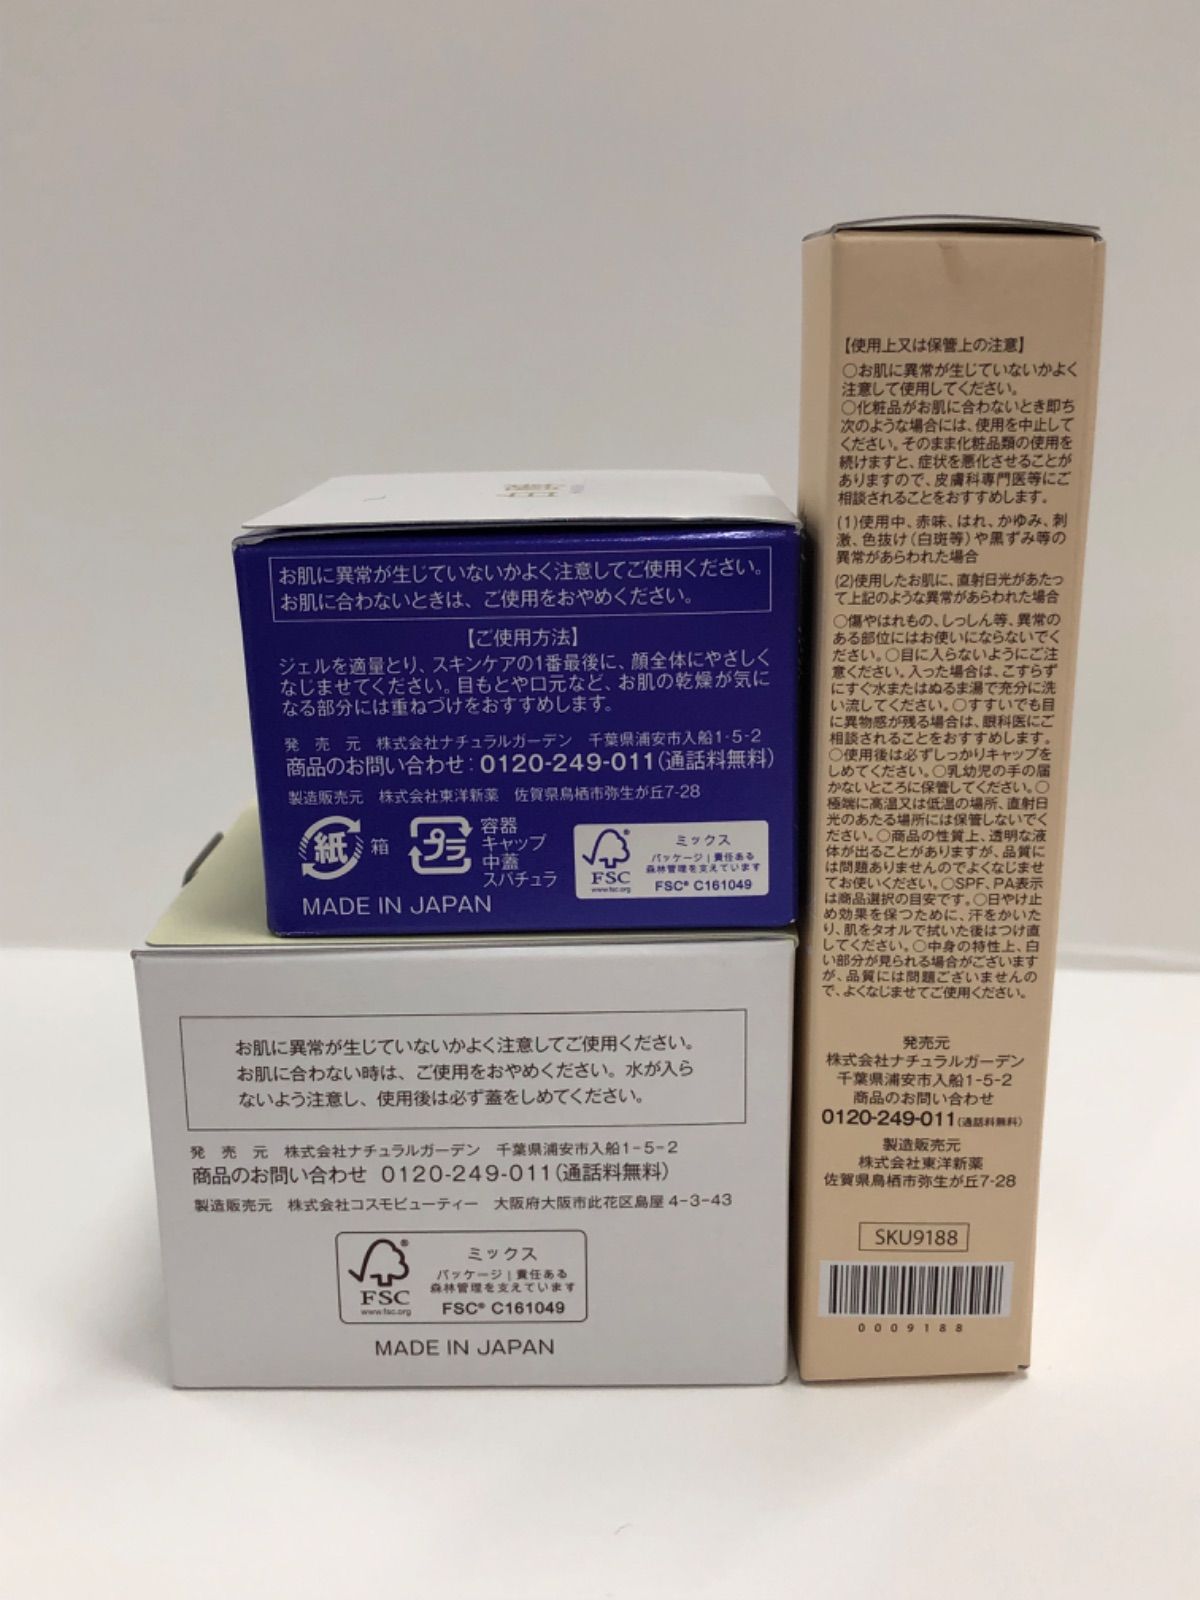 お肌に異常が生じていないかよく注意してご使用ください。
お肌に合わないときは、ご使用をおやめください。
【ご使用方法】
ジェルを適量とり、スキンケアの1番最後に、顔全体にやさしく
なじませてください。目もとや口元など、お肌の乾燥が気に
なる部分には重ねづけをおすすめします。
発　売　元　株式会社ナチュラルガーデン　千葉県浦安市入船1-5-2
商品のお問い合わせ：0120-249-011（通話料無料）
製造販売元　株式会社東洋新薬　佐賀県鳥栖市弥生が丘7-28
紙 箱
プラ
容器
キャップ
中蓋
スパチュラ
FSC
www.fsc.org
ミックス
パッケージ｜責任ある
森林管理を支えています
FSC® C161049
MADE IN JAPAN
お肌に異常が生じていないかよく注意してご使用ください。
お肌に合わない時は、ご使用をおやめください。水が入ら
ないよう注意し、使用後は必ず蓋をしめてください。
発　売　元　株式会社ナチュラルガーデン　千葉県浦安市入船1-5-2
商品のお問い合わせ 0120-249-011（通話料無料）
製造販売元　株式会社コスモビューティー　大阪府大阪市此花区島屋 4-3-43
FSC
www.fsc.org
ミックス
パッケージ｜責任ある
森林管理を支えています
FSC® C161049
MADE IN JAPAN
【使用上又は保管上の注意】
○お肌に異常が生じていないかよく
注意して使用してください。
○化粧品がお肌に合わないとき即ち
次のような場合には、使用を中止して
ください。そのまま化粧品類の使用を
続けますと、症状を悪化させることが
ありますので、皮膚科専門医等にご
相談されることをおすすめします。
(1)使用中、赤味、はれ、かゆみ、刺
激、色抜け（白斑等）や黒ずみ等の
異常があらわれた場合
(2)使用したお肌に、直射日光があたっ
て上記のような異常があらわれた場合
○傷やはれもの、しっしん等、異常の
ある部位にはお使いにならないでく
ださい。○目に入らないようにご注
意ください。入った場合は、こすらず
にすぐ水またはぬるま湯で充分に洗
い流してください。○すすいでも目
に異物感が残る場合は、眼科医にご
相談されることをおすすめします。
○使用後は必ずしっかりキャップを
しめてください。○乳幼児の手の届
かないところに保管してください。○
極端に高温又は低温の場所、直射日
光のあたる場所には保管しないでく
ださい。○商品の性質上、透明な液
体が出ることがありますが、品質に
は問題ありませんのでよくなじませ
てお使いください。○SPF、PA表示
は商品選択の目安です。○日やけ止
め効果を保つために、汗をかいた
り、肌をタオルで拭いた後はつけ直
してください。○中身の特性上、白
い部分が見られる場合がございます
が、品質には問題ございませんの
で、よくなじませてご使用ください。
発売元
株式会社ナチュラルガーデン
千葉県浦安市入船1-5-2
商品のお問い合わせ
0120-249-011（通話料無料）
製造販売元
株式会社東洋新薬
佐賀県鳥栖市弥生が丘7-28
SKU9188
0009188